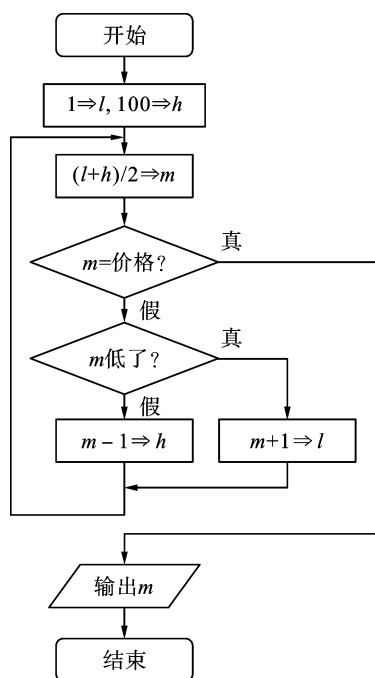 开始
1⇒l, 100⇒h
(l+h)/2⇒m
真
m=价格?
假
真
m低了?
假
m－1⇒h
m+1⇒l
输出m
结束